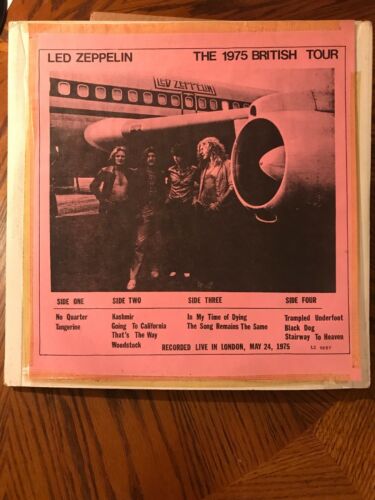 LED ZEPPELIN THE 1975 BRITISH TOUR
LED ZEPPELIN
SIDE ONE SIDE TWO SIDE THREE SIDE FOUR
No Quarter Kashmir In My Time of Dying Trampled Underfoot
Tangerine Going To California The Song Remains The Same Black Dog
That's The Way Stairway To Heaven
Woodstock RECORDED LIVE IN LONDON, MAY 24, 1975